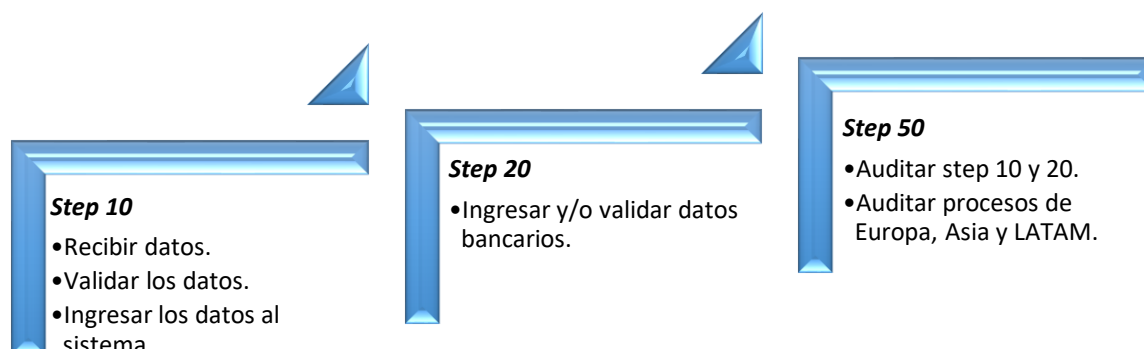 Step 10
•Recibir datos.
•Validar los datos.
•Ingresar los datos al
sistema
Step 20
•Ingresar y/o validar datos
bancarios.
Step 50
•Auditar step 10 y 20.
•Auditar procesos de
Europa, Asia y LATAM.